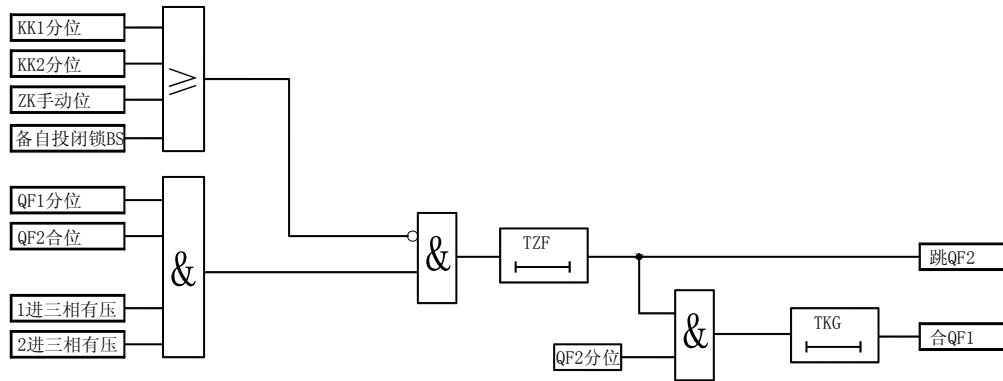 KK1分位
KK2分位
ZK手动位
备自投闭锁BS
≥
QF1分位
QF2合位
1进三相有压
2进三相有压
&
&
TZF
跳QF2
QF2分位
&
TKG
合QF1